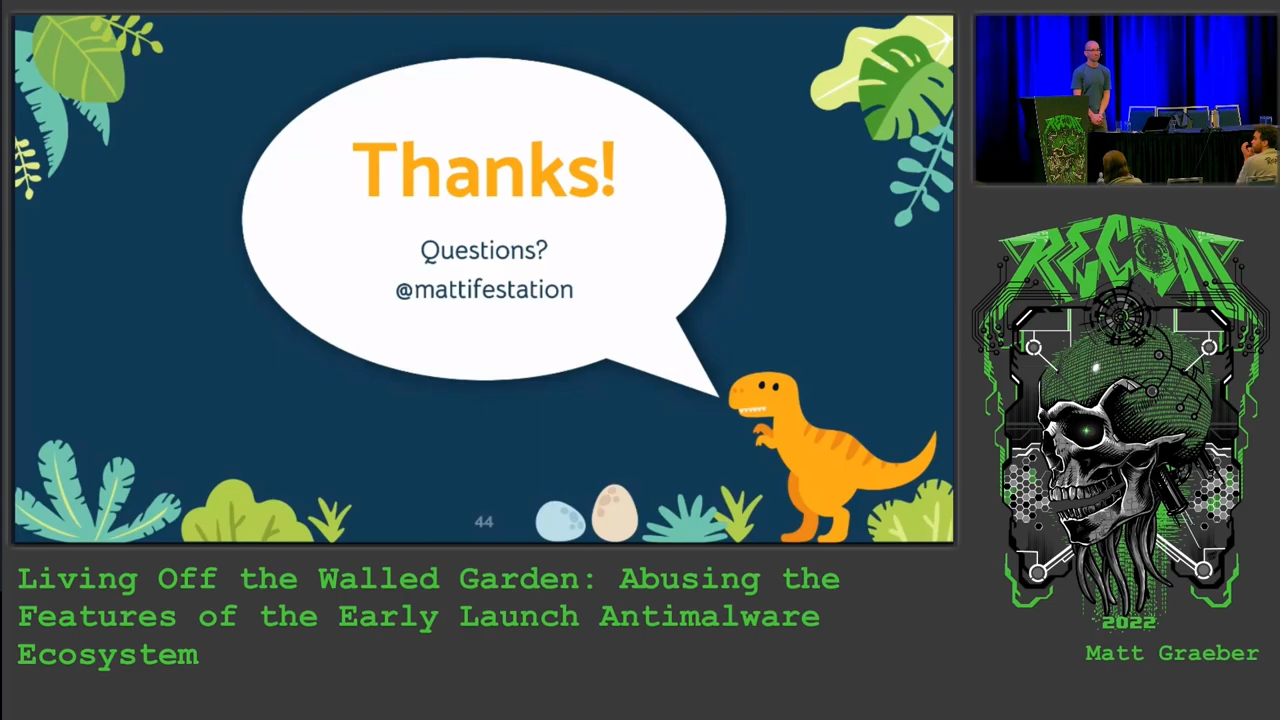 Thanks!
Questions?
@mattifestation
44
RECON
RECON
2022
Living Off the Walled Garden: Abusing the
Features of the Early Launch Antimalware
Ecosystem
Matt Graeber